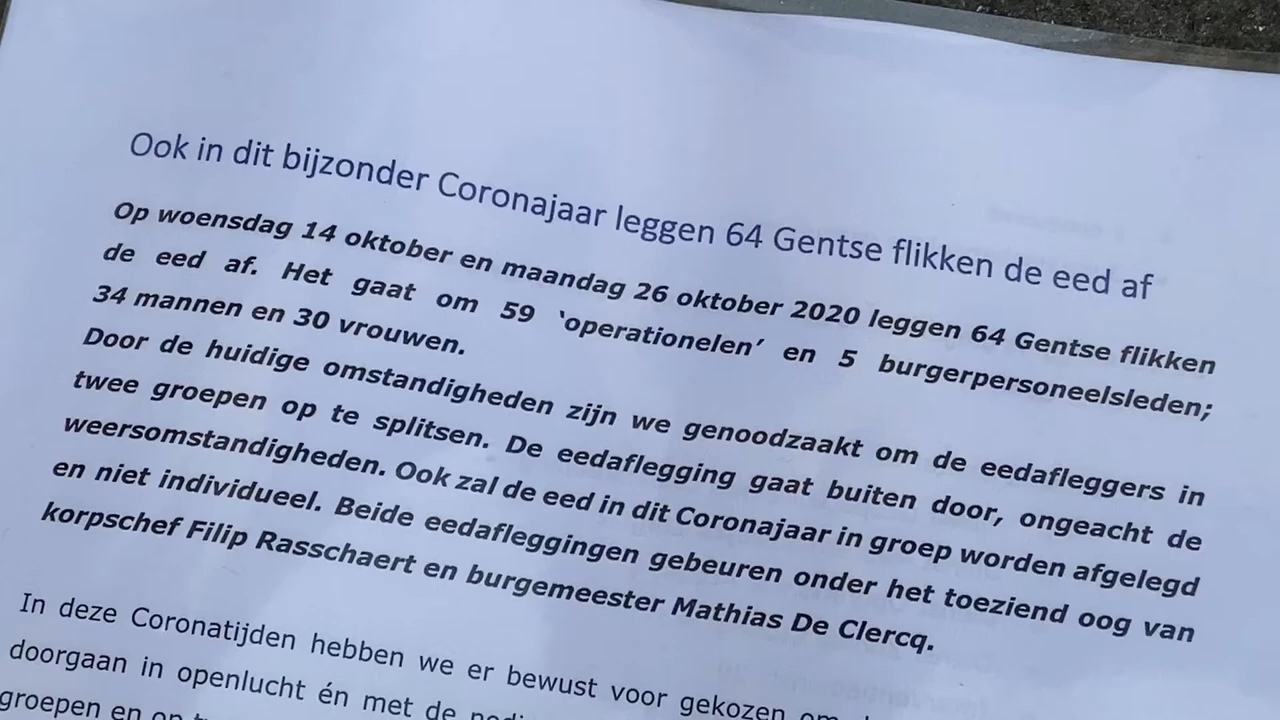 Ook in dit bijzonder Coronajaar leggen 64 Gentse flikken de eed af
Op woensdag 14 oktober en maandag 26 oktober 2020 leggen 64 Gentse flikken
de eed af. Het gaat om 59 ‘operationelen’ en 5 burgerpersoneelsleden;
34 mannen en 30 vrouwen.
Door de huidige omstandigheden zijn we genoodzaakt om de eedafleggers in
twee groepen op te splitsen. De eedaflegging gaat buiten door, ongeacht de
weersomstandigheden. Ook zal de eed in dit Coronajaar in groep worden afgelegd
en niet individueel. Beide eedafleggingen gebeuren onder het toeziend oog van
korpschef Filip Rasschaert en burgemeester Mathias De Clercq.
In deze Coronatijden hebben we er bewust voor gekozen om
doorgaan in openlucht én met de
groepen en op